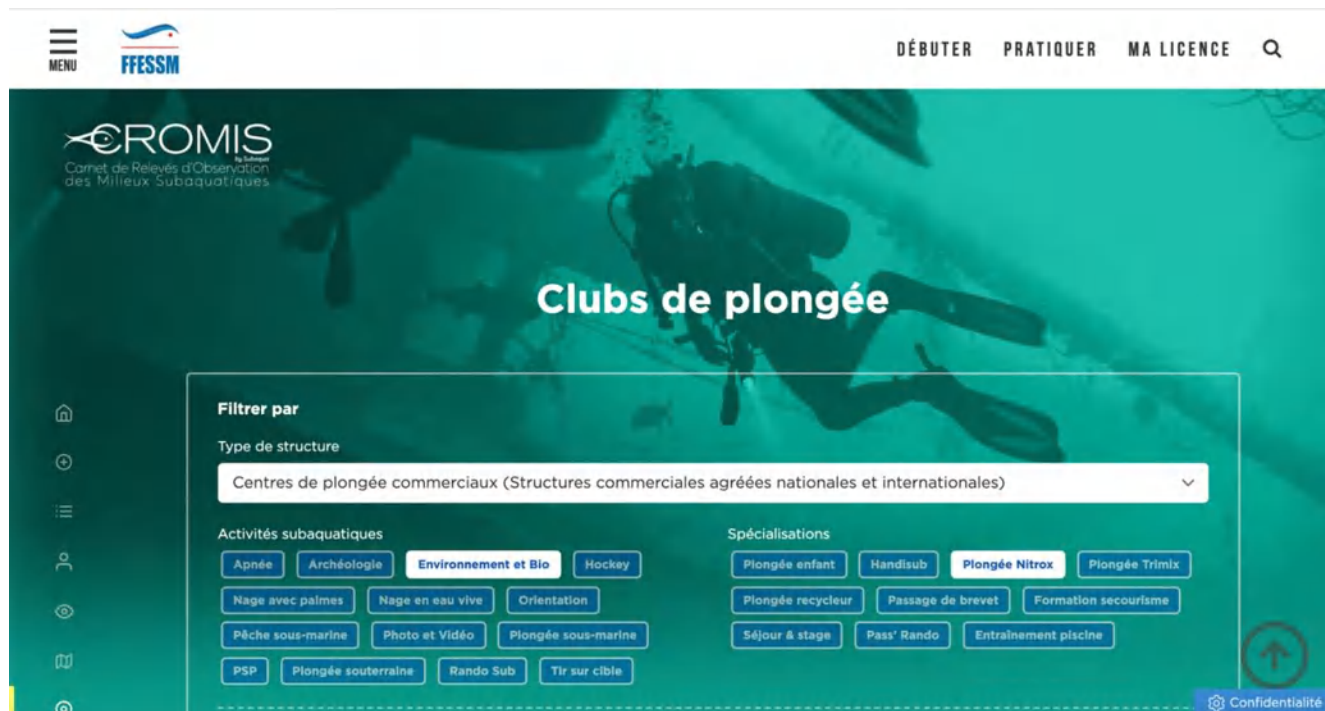 MENU
FFESSM
DÉBUTER PRATIQUER MA LICENCE
CROMIS
by Subaqua
Carnet de Relevés d'Observation
des Milieux Subaquatiques
Clubs de plongée
Filtrer par
Type de structure
Centres de plongée commerciaux (Structures commerciales agréées nationales et internationales)
Activités subaquatiques
Apnée Archéologie Environnement et Bio Hockey
Nage avec palmes Nage en eau vive Orientation
Pêche sous-marine Photo et Vidéo Plongée sous-marine
PSP Plongée souterraine Rando Sub Tir sur cible
Spécialisations
Plongée enfant Handisub Plongée Nitrox Plongée Trimix
Plongée recycleur Passage de brevet Formation secourisme
Séjour & stage Pass' Rando Entraînement piscine
Confidentialité